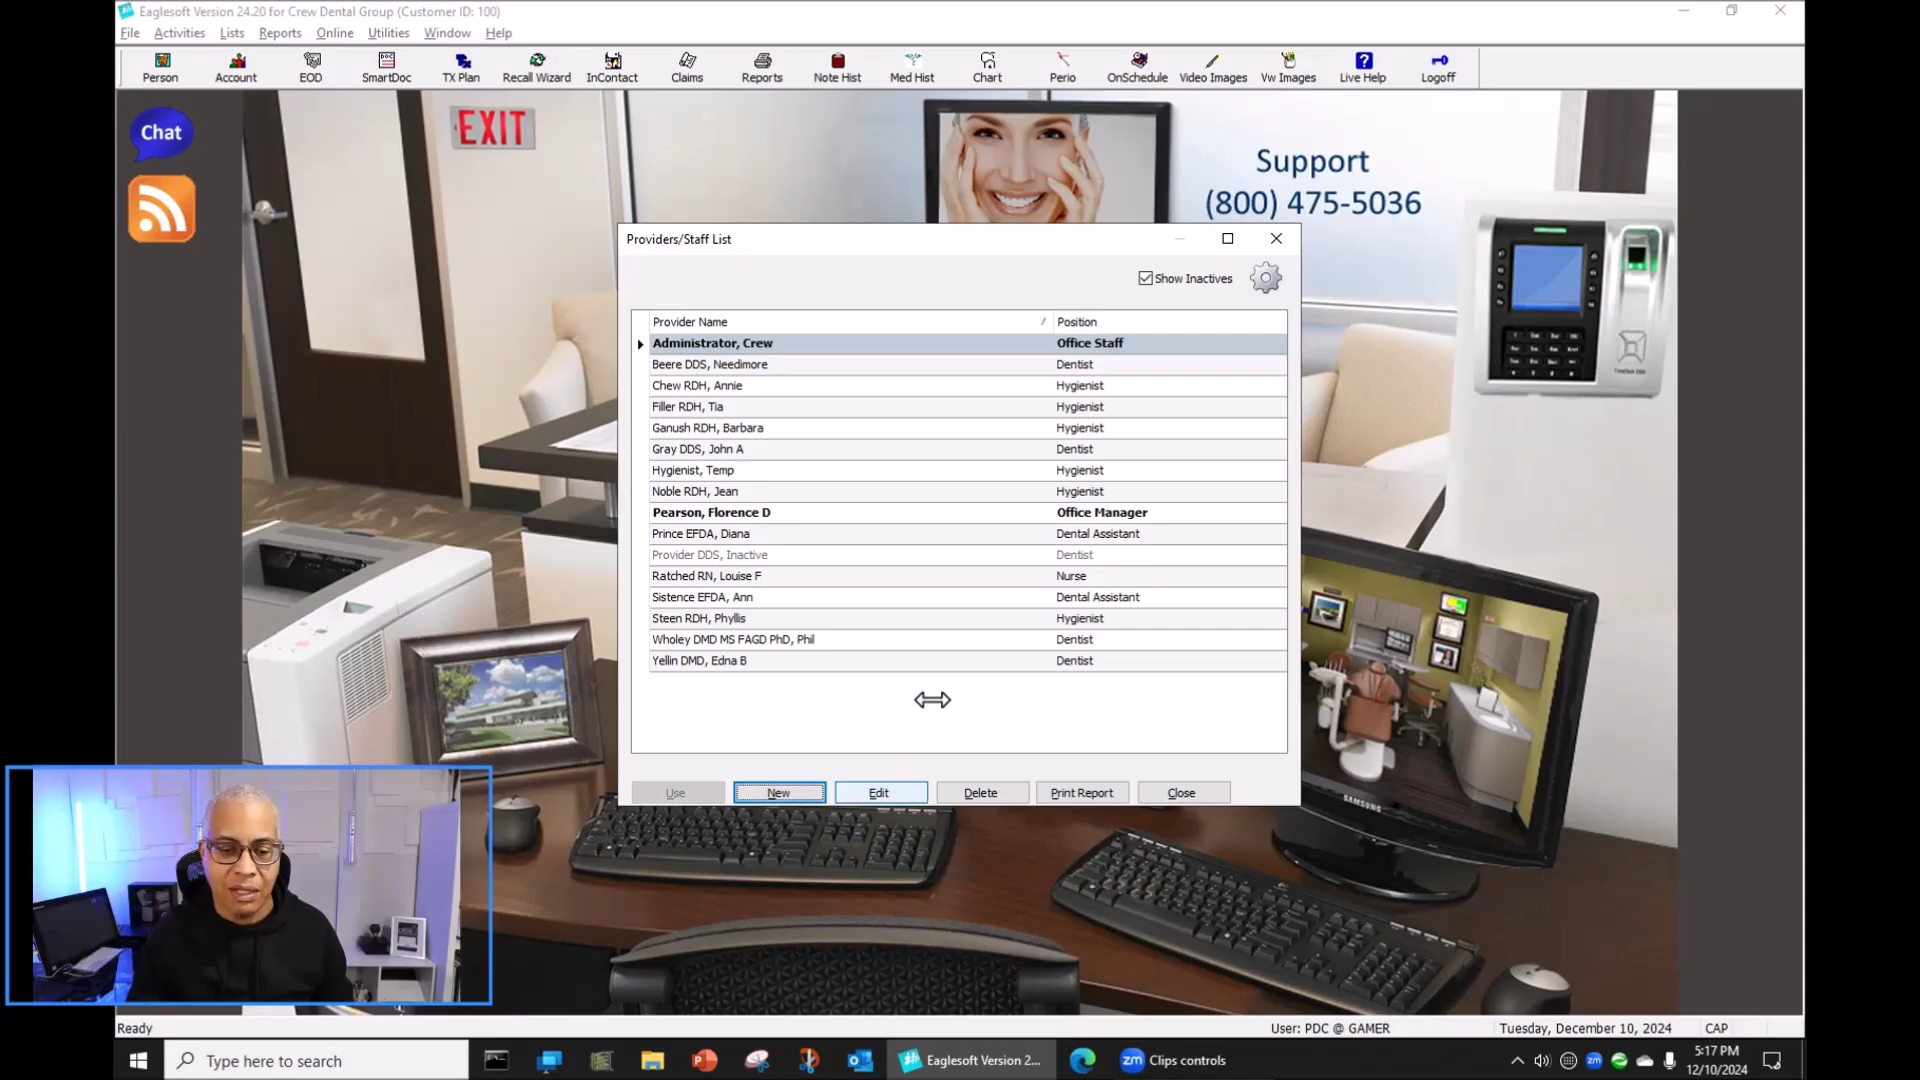 Eaglesoft Version 24.20 for Crew Dental Group (Customer ID: 100)
File Activities Lists Reports Online Utilities Window Help
Person Account EOD SmartDoc TX Plan Recall Wizard InContact Claims Reports Note Hist Med Hist Chart Perio OnSchedule Video Images Vw Images Live Help Logoff
Chat
EXIT
Support
(800) 475-5036
Providers/Staff List
Show Inactives
Provider Name Position
Administrator, Crew Office Staff
Beere DDS, Needimore Dentist
Chew RDH, Annie Hygienist
Filler RDH, Tia Hygienist
Ganush RDH, Barbara Hygienist
Gray DDS, John A Dentist
Hygienist, Temp Hygienist
Noble RDH, Jean Hygienist
Pearson, Florence D Office Manager
Prince EFDA, Diana Dental Assistant
Provider DDS, Inactive Dentist
Ratched RN, Louise F Nurse
Sistence EFDA, Ann Dental Assistant
Steen RDH, Phyllis Hygienist
Wholey DMD MS FAGD PhD, Phil Dentist
Yellin DMD, Edna B Dentist
Use New Edit Delete Print Report Close
SAMSUNG
Ready User: PDC @ GAMER Tuesday, December 10, 2024 CAP
Type here to search
Eaglesoft Version 2...
zm Clips controls
zm
5:17 PM
12/10/2024